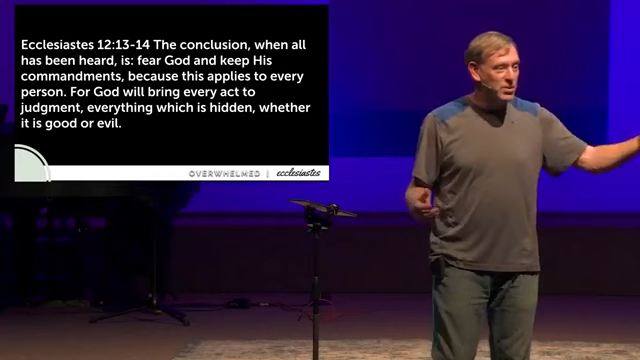 Ecclesiastes 12:13-14 The conclusion, when all
has been heard, is: fear God and keep His
commandments, because this applies to every
person. For God will bring every act to
judgment, everything which is hidden, whether
it is good or evil.
OVERWHELMED | ecclesiastes